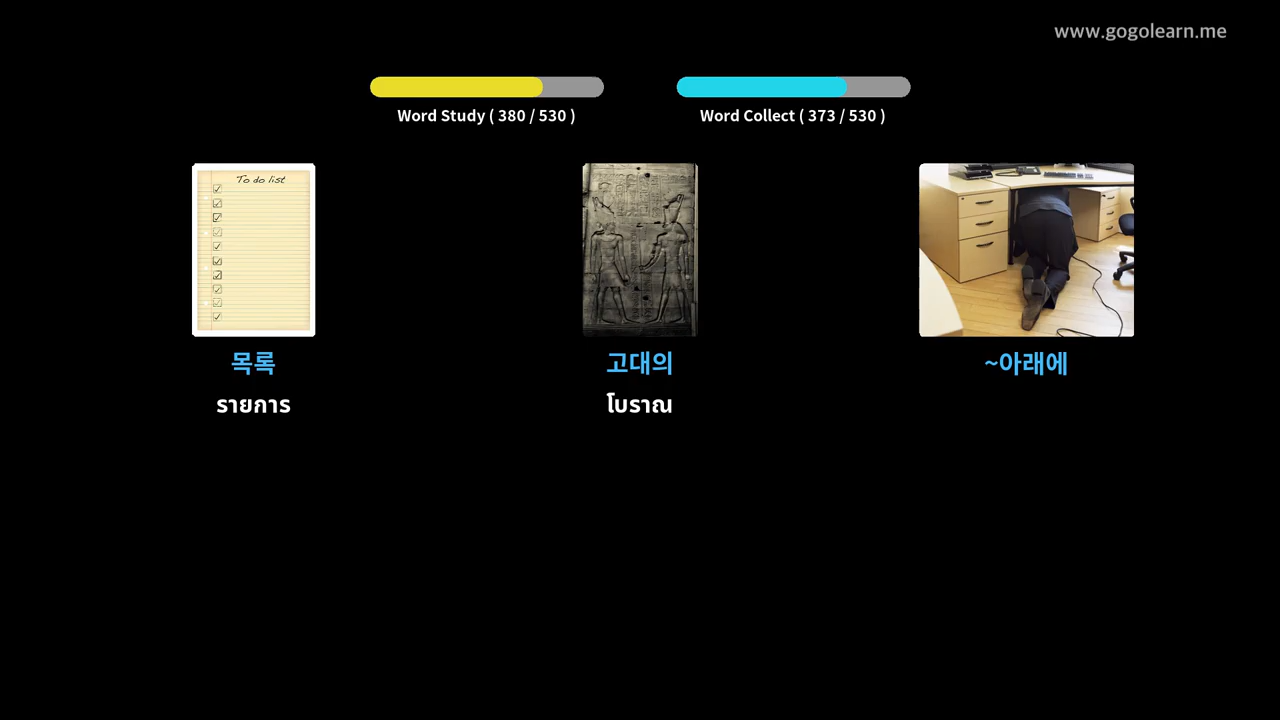 www.gogolearn.me
Word Study ( 380 / 530 )
Word Collect ( 373 / 530 )
To do list
목록
고대의
~아래에
รายการ
โบราณ